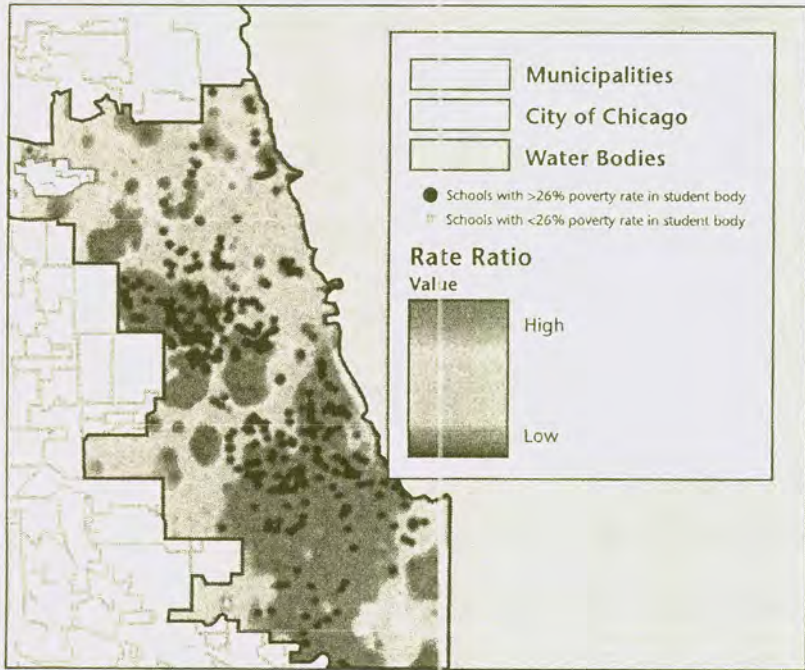 Municipalities
City of Chicago
Water Bodies
Schools with >26% poverty rate in student body
Schools with <26% poverty rate in student body
Rate Ratio
Value
High
Low